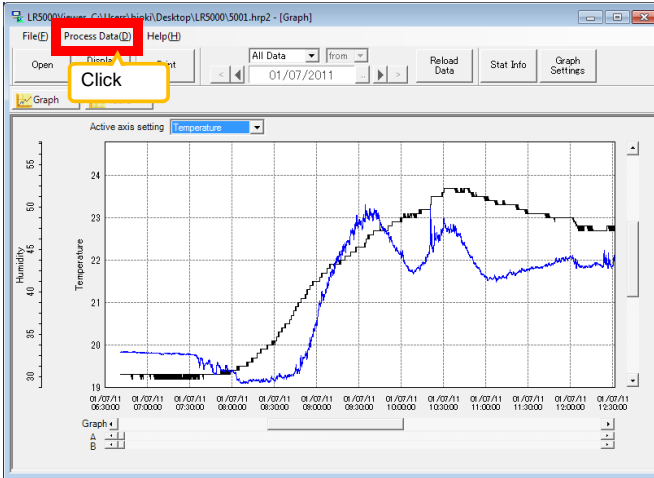 LR5000Viewer C:\Users\hioki\Desktop\LR5000\5001.hrp2 - [Graph]
File(F) Process Data(D) Help(H)
Open
Click
All Data from
< 01/07/2011 ... >
Reload Data
Stat Info
Graph Settings
Graph
Active axis setting Temperature
Humidity
55
50
45
40
35
30
Temperature
24
23
22
21
20
19
01/07/11 01/07/11 01/07/11 01/07/11 01/07/11 01/07/11 01/07/11 01/07/11 01/07/11 01/07/11 01/07/11 01/07/11 01/07/11
06:30:00 07:00:00 07:30:00 08:00:00 08:30:00 09:00:00 09:30:00 10:00:00 10:30:00 11:00:00 11:30:00 12:00:00 12:30:00
Graph
A
B